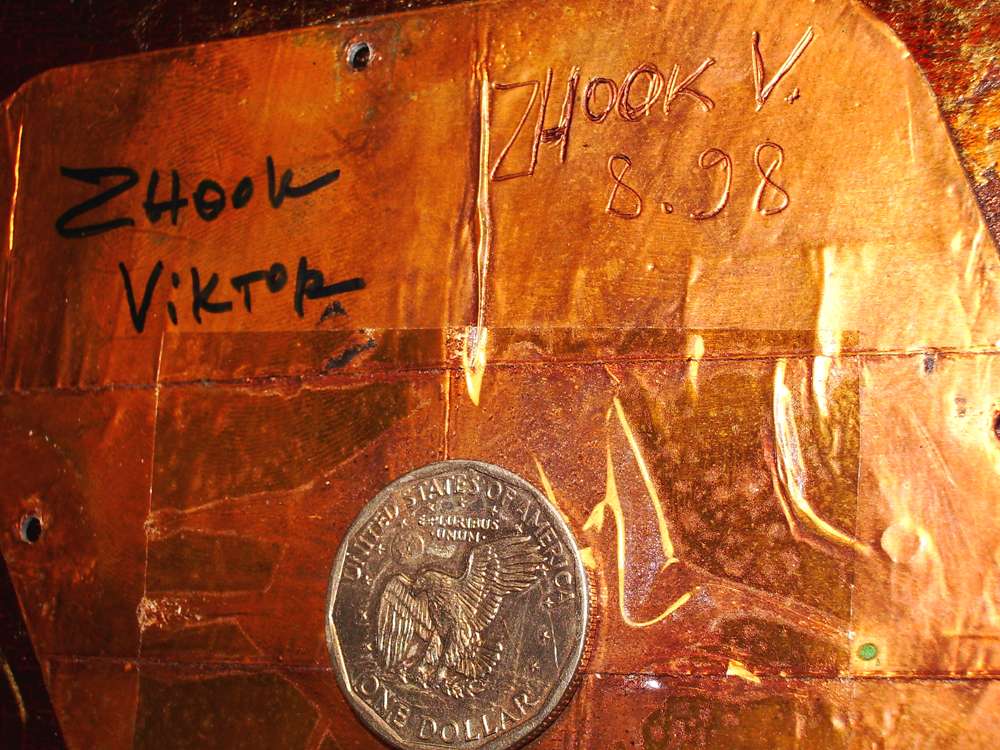 ZHOOK
VikToR
ZHOOK V.
8.98
UNITED STATES OF AMERICA
E PLURIBUS
UNUM
ONE DOLLAR